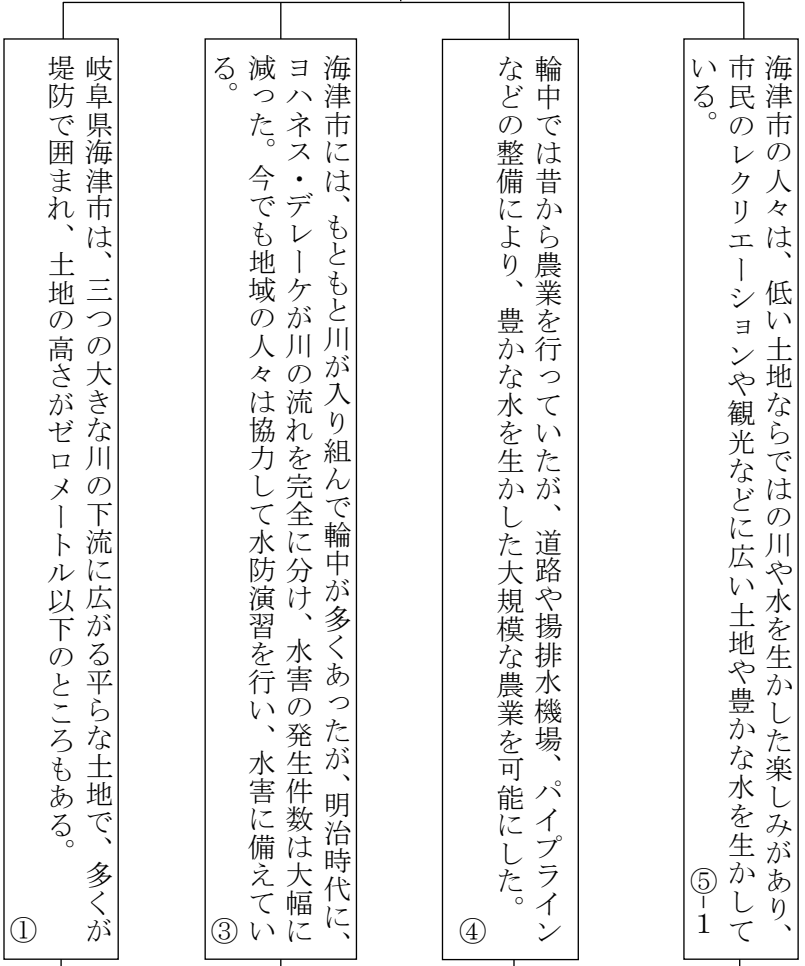 海津市の人々は、低い土地ならではの川や水を生かした楽しみがあり、
市民のレクリエーションや観光などに広い土地や豊かな水を生かして
いる。
⑤-1
輪中では昔から農業を行っていたが、道路や揚排水機場、パイプライン
などの整備により、豊かな水を生かした大規模な農業を可能にした。
④
海津市には、もともと川が入り組んで輪中が多くあったが、明治時代に、
ヨハネス・デレーケが川の流れを完全に分け、水害の発生件数は大幅に
減った。今でも地域の人々は協力して水防演習を行い、水害に備えてい
る。
③
岐阜県海津市は、三つの大きな川の下流に広がる平らな土地で、多くが
堤防で囲まれ、土地の高さがゼロメートル以下のところもある。
①